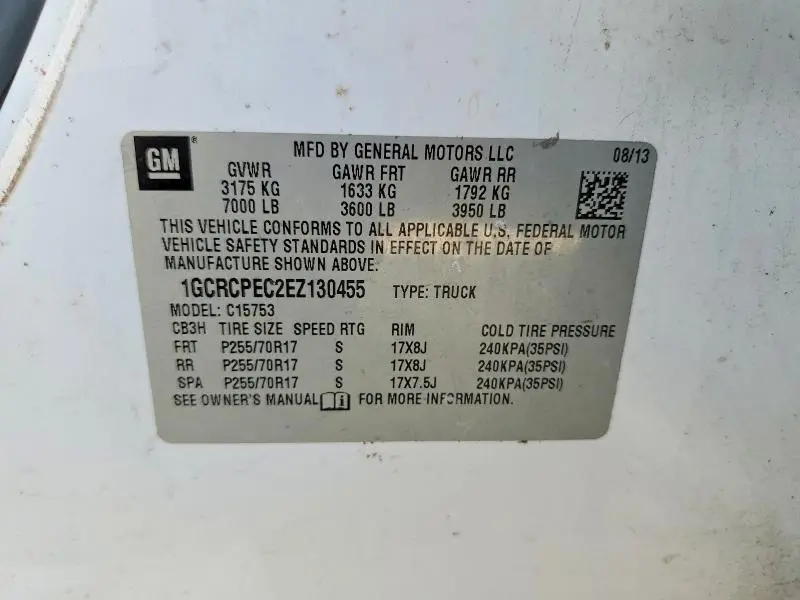 GM ® MFD BY GENERAL MOTORS LLC 08/13
GVWR GAWR FRT GAWR RR
3175 KG 1633 KG 1792 KG
7000 LB 3600 LB 3950 LB
THIS VEHICLE CONFORMS TO ALL APPLICABLE U.S. FEDERAL MOTOR
VEHICLE SAFETY STANDARDS IN EFFECT ON THE DATE OF
MANUFACTURE SHOWN ABOVE.
1GCRCPEC2EZ130455 TYPE: TRUCK
MODEL: C15753
CB3H TIRE SIZE SPEED RTG RIM COLD TIRE PRESSURE
FRT P255/70R17 S 17X8J 240KPA(35PSI)
RR P255/70R17 S 17X8J 240KPA(35PSI)
SPA P255/70R17 S 17X7.5J 240KPA(35PSI)
SEE OWNER'S MANUAL i FOR MORE INFORMATION.